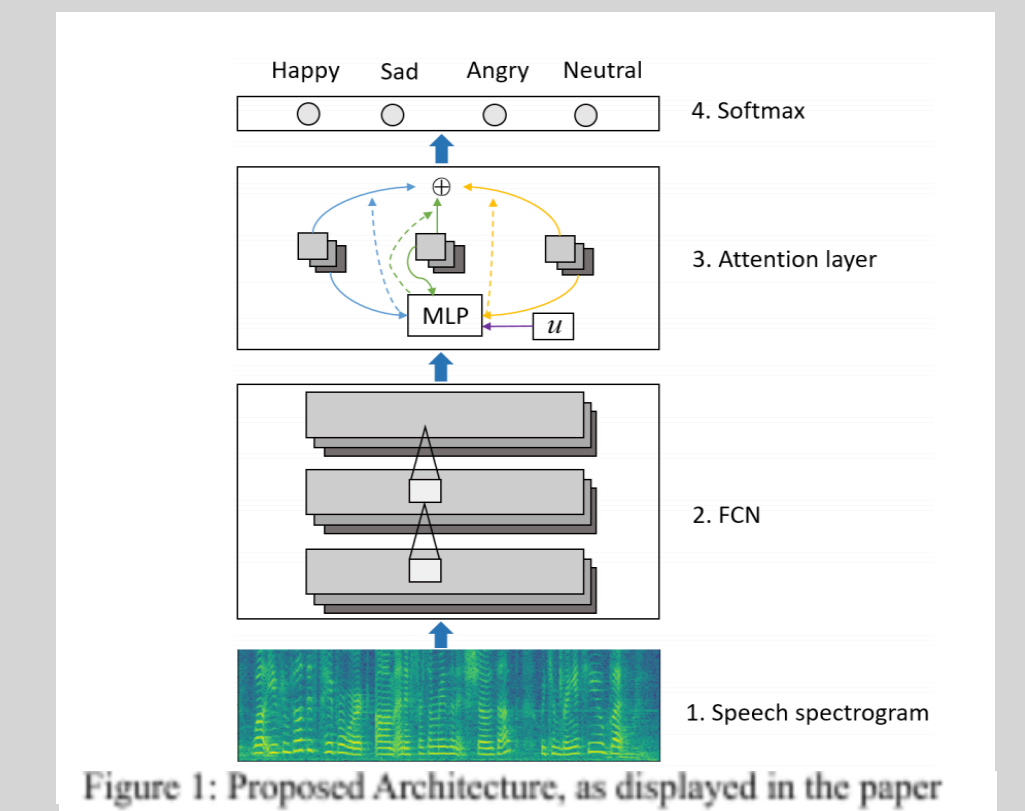 Happy Sad Angry Neutral
4. Softmax
3. Attention layer
MLP
u
2. FCN
1. Speech spectrogram
Figure 1: Proposed Architecture, as displayed in the paper